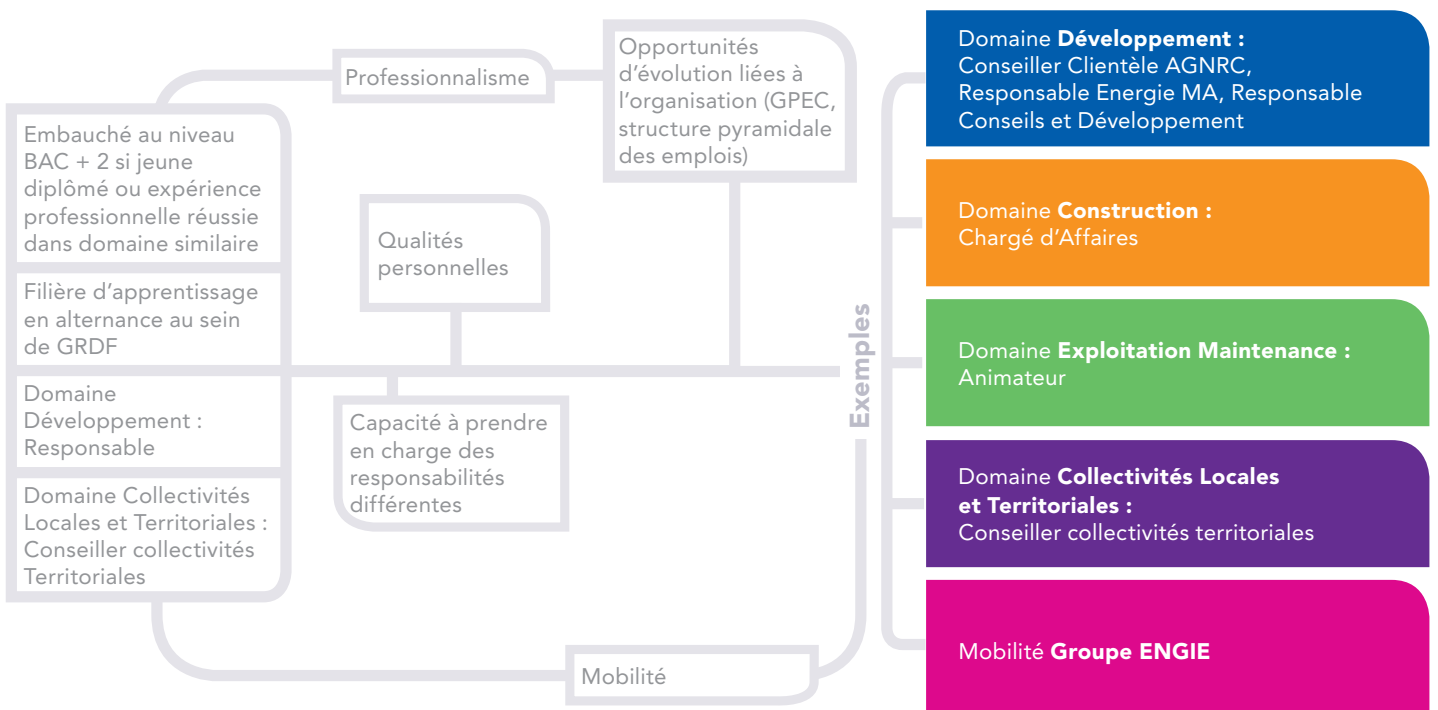 Embauché au niveau
BAC + 2 si jeune
diplômé ou expérience
professionnelle réussie
dans domaine similaire
Filière d'apprentissage
en alternance au sein
de GRDF
Domaine
Développement :
Responsable
Domaine Collectivités
Locales et Territoriales :
Conseiller collectivités
Territoriales
Professionnalisme
Opportunités
d'évolution liées à
l'organisation (GPEC,
structure pyramidale
des emplois)
Qualités
personnelles
Capacité à prendre
en charge des
responsabilités
différentes
Mobilité
Exemples
Domaine Développement :
Conseiller Clientèle AGNRC,
Responsable Energie MA, Responsable
Conseils et Développement
Domaine Construction :
Chargé d'Affaires
Domaine Exploitation Maintenance :
Animateur
Domaine Collectivités Locales
et Territoriales :
Conseiller collectivités territoriales
Mobilité Groupe ENGIE